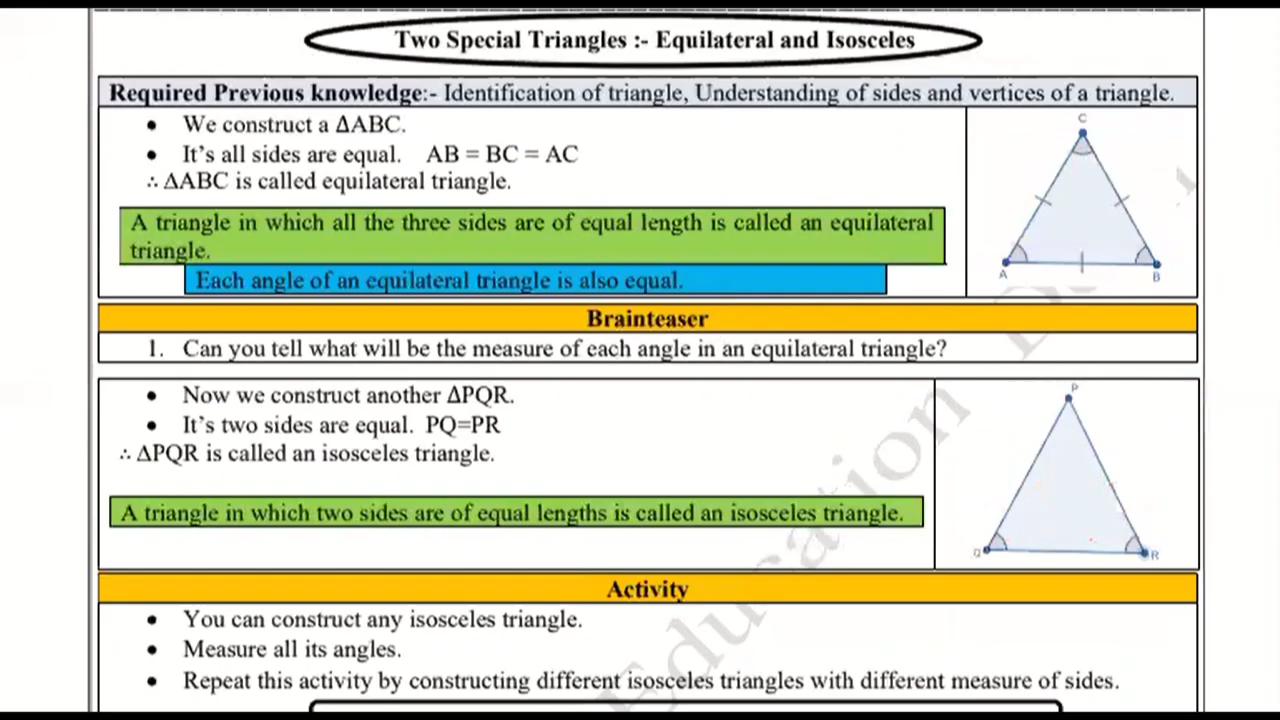 Two Special Triangles :- Equilateral and Isosceles
Required Previous knowledge:- Identification of triangle, Understanding of sides and vertices of a triangle.
• We construct a ΔABC.
• It's all sides are equal. AB = BC = AC
∴ ΔABC is called equilateral triangle.
A triangle in which all the three sides are of equal length is called an equilateral
triangle.
Each angle of an equilateral triangle is also equal.
C
A
B
Brainteaser
1. Can you tell what will be the measure of each angle in an equilateral triangle?
• Now we construct another ΔPQR.
• It's two sides are equal. PQ=PR
∴ ΔPQR is called an isosceles triangle.
A triangle in which two sides are of equal lengths is called an isosceles triangle.
P
Q
R
Activity
• You can construct any isosceles triangle.
• Measure all its angles.
• Repeat this activity by constructing different isosceles triangles with different measure of sides.
Education